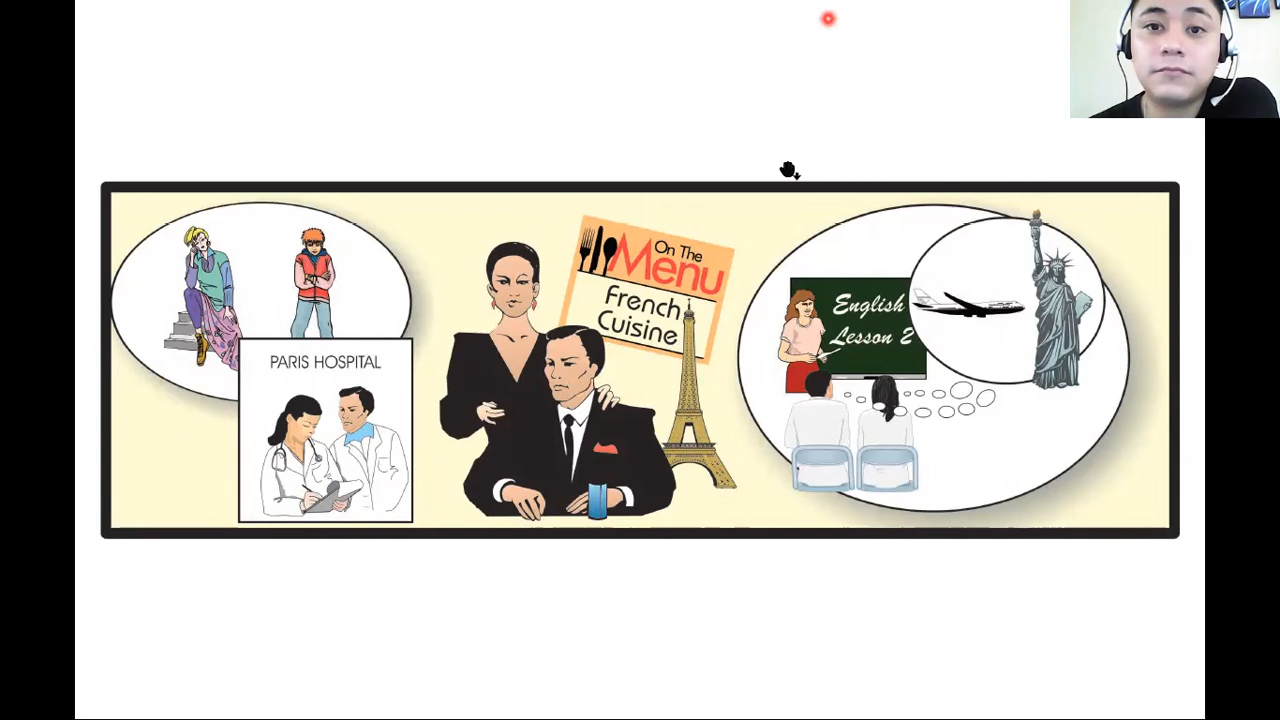 PARIS HOSPITAL
On The
Menu
French
Cuisine
English
Lesson 2